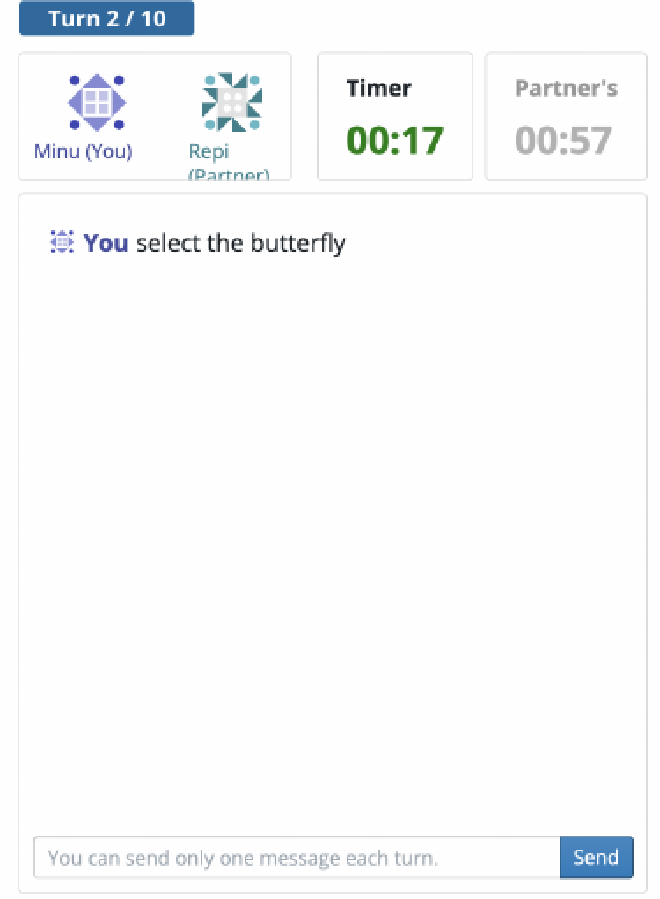 Turn 2 / 10
Minu (You)
Repi
(Partner)
Timer
00:17
Partner's
00:57
You select the butterfly
You can send only one message each turn.
Send